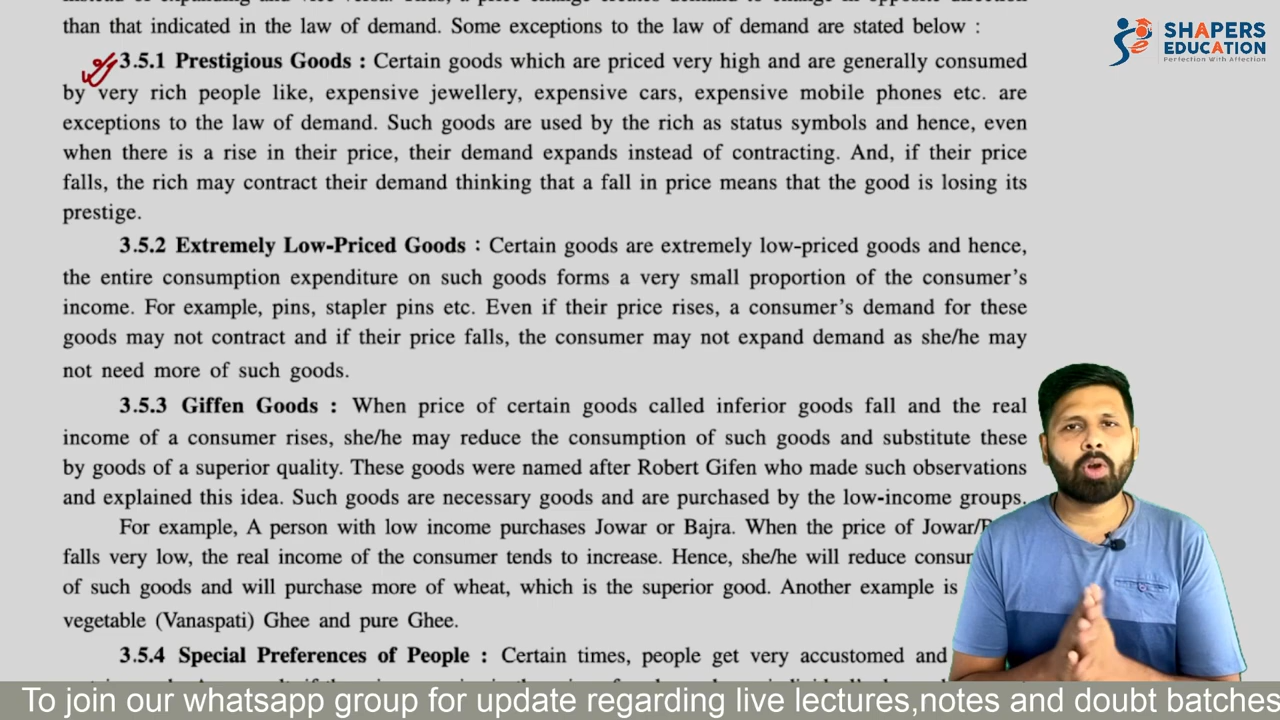 than that indicated in the law of demand. Some exceptions to the law of demand are stated below :
3.5.1 Prestigious Goods : Certain goods which are priced very high and are generally consumed
by very rich people like, expensive jewellery, expensive cars, expensive mobile phones etc. are
exceptions to the law of demand. Such goods are used by the rich as status symbols and hence, even
when there is a rise in their price, their demand expands instead of contracting. And, if their price
falls, the rich may contract their demand thinking that a fall in price means that the good is losing its
prestige.
3.5.2 Extremely Low-Priced Goods : Certain goods are extremely low-priced goods and hence,
the entire consumption expenditure on such goods forms a very small proportion of the consumer's
income. For example, pins, stapler pins etc. Even if their price rises, a consumer's demand for these
goods may not contract and if their price falls, the consumer may not expand demand as she/he may
not need more of such goods.
3.5.3 Giffen Goods : When price of certain goods called inferior goods fall and the real
income of a consumer rises, she/he may reduce the consumption of such goods and substitute these
by goods of a superior quality. These goods were named after Robert Gifen who made such observations
and explained this idea. Such goods are necessary goods and are purchased by the low-income groups.
For example, A person with low income purchases Jowar or Bajra. When the price of Jowar/
falls very low, the real income of the consumer tends to increase. Hence, she/he will reduce
of such goods and will purchase more of wheat, which is the superior good. Another example is
vegetable (Vanaspati) Ghee and pure Ghee.
3.5.4 Special Preferences of People : Certain times, people get very accustomed and
SHAPERS
EDUCATION
Perfection With Affection
To join our whatsapp group for update regarding live lectures,notes and doubt batches